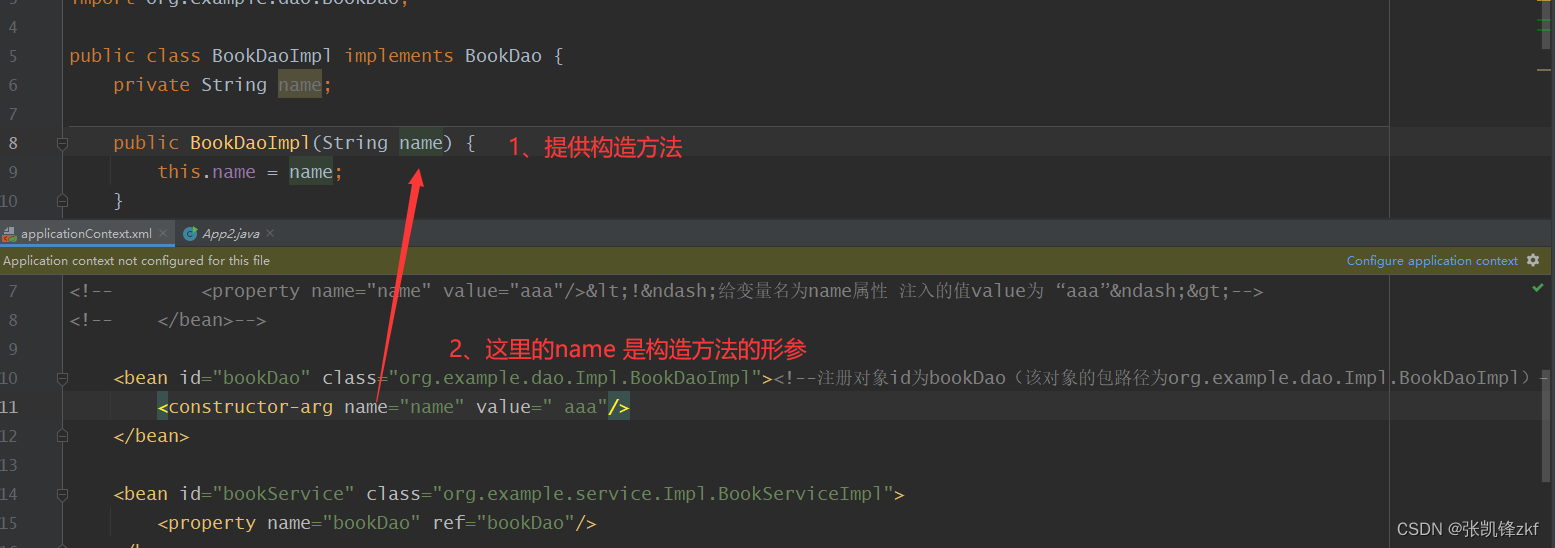 3 import org.example.dao.BookDao;
4
5 public class BookDaoImpl implements BookDao {
6 private String name;
7
8 public BookDaoImpl(String name) { 1、提供构造方法
9 this.name = name;
10 }
applicationContext.xml × App2.java ×
Application context not configured for this file Configure application context
7 <!-- <property name="name" value="aaa"/>&lt;!&ndash;给变量名为name属性 注入的值value为 “aaa”&ndash;&gt;-->
8 <!-- </bean>-->
9 2、这里的name 是构造方法的形参
10 <bean id="bookDao" class="org.example.dao.Impl.BookDaoImpl"><!--注册对象id为bookDao（该对象的包路径为org.example.dao.Impl.BookDaoImpl）-
11 <constructor-arg name="name" value=" aaa"/>
12 </bean>
13
14 <bean id="bookService" class="org.example.service.Impl.BookServiceImpl">
15 <property name="bookDao" ref="bookDao"/>
CSDN @张凯锋zkf